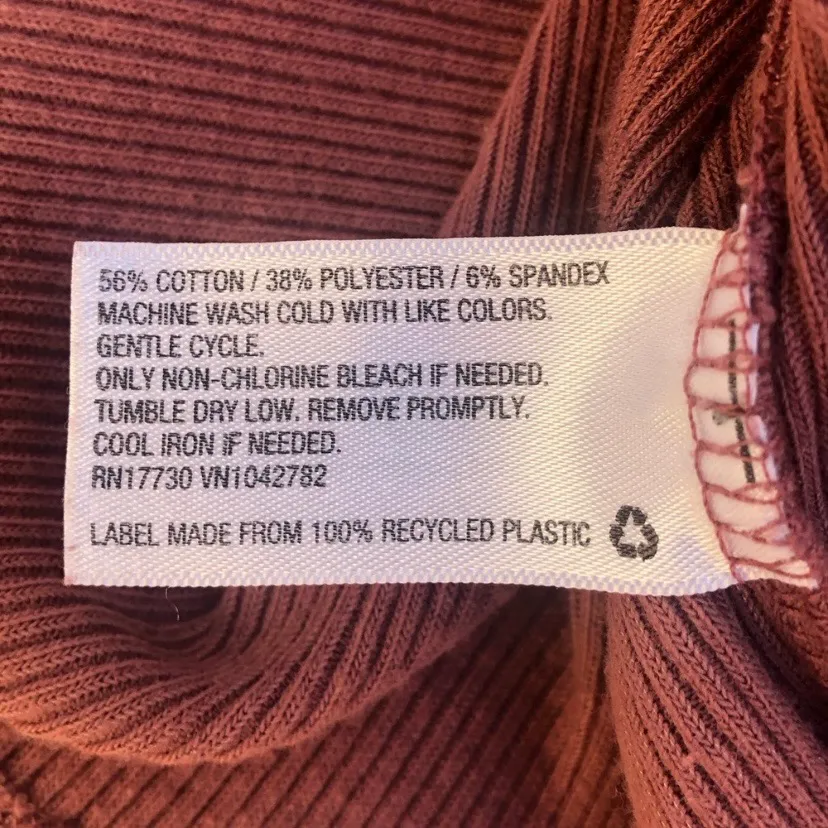 56% COTTON / 38% POLYESTER / 6% SPANDEX
MACHINE WASH COLD WITH LIKE COLORS.
GENTLE CYCLE.
ONLY NON-CHLORINE BLEACH IF NEEDED.
TUMBLE DRY LOW. REMOVE PROMPTLY.
COOL IRON IF NEEDED.
RN17730 VN1042782
LABEL MADE FROM 100% RECYCLED PLASTIC